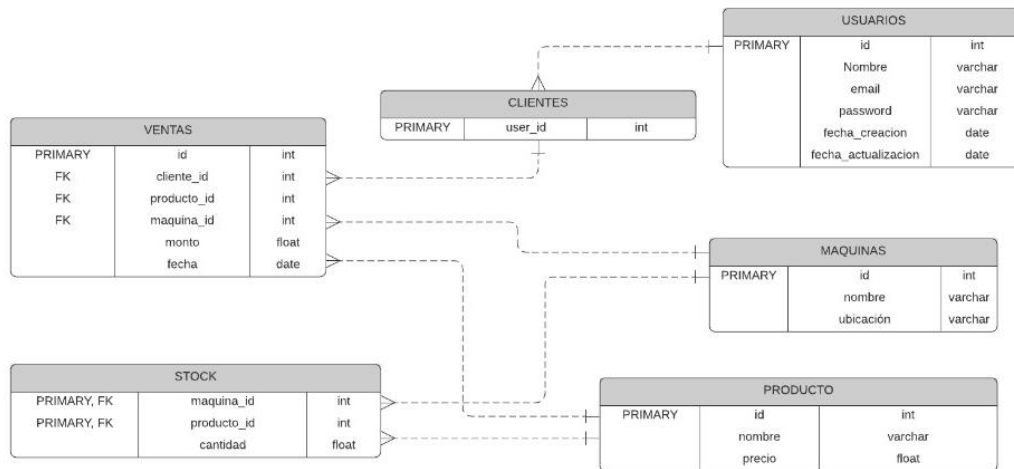 USUARIOS
PRIMARY id int
Nombre varchar
email varchar
password varchar
fecha_creacion date
fecha_actualizacion date
CLIENTES
PRIMARY user_id int
VENTAS
PRIMARY id int
FK cliente_id int
FK producto_id int
FK maquina_id int
monto float
fecha date
MAQUINAS
PRIMARY id int
nombre varchar
ubicación varchar
STOCK
PRIMARY, FK maquina_id int
PRIMARY, FK producto_id int
cantidad float
PRODUCTO
PRIMARY id int
nombre varchar
precio float